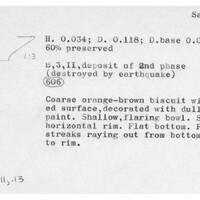 Sa
H. 0.034; D. 0.118; D.base 0.0
60% preserved
1:3
B,3,II,deposit of 2nd phase
(destroyed by earthquake)
606
Coarse orange-brown biscuit wi
ed surface,decorated with dull
paint. Shallow,flaring bowl. S
horizontal rim. Flat bottom. F
streaks raying out from bottom
to rim.
11, 13